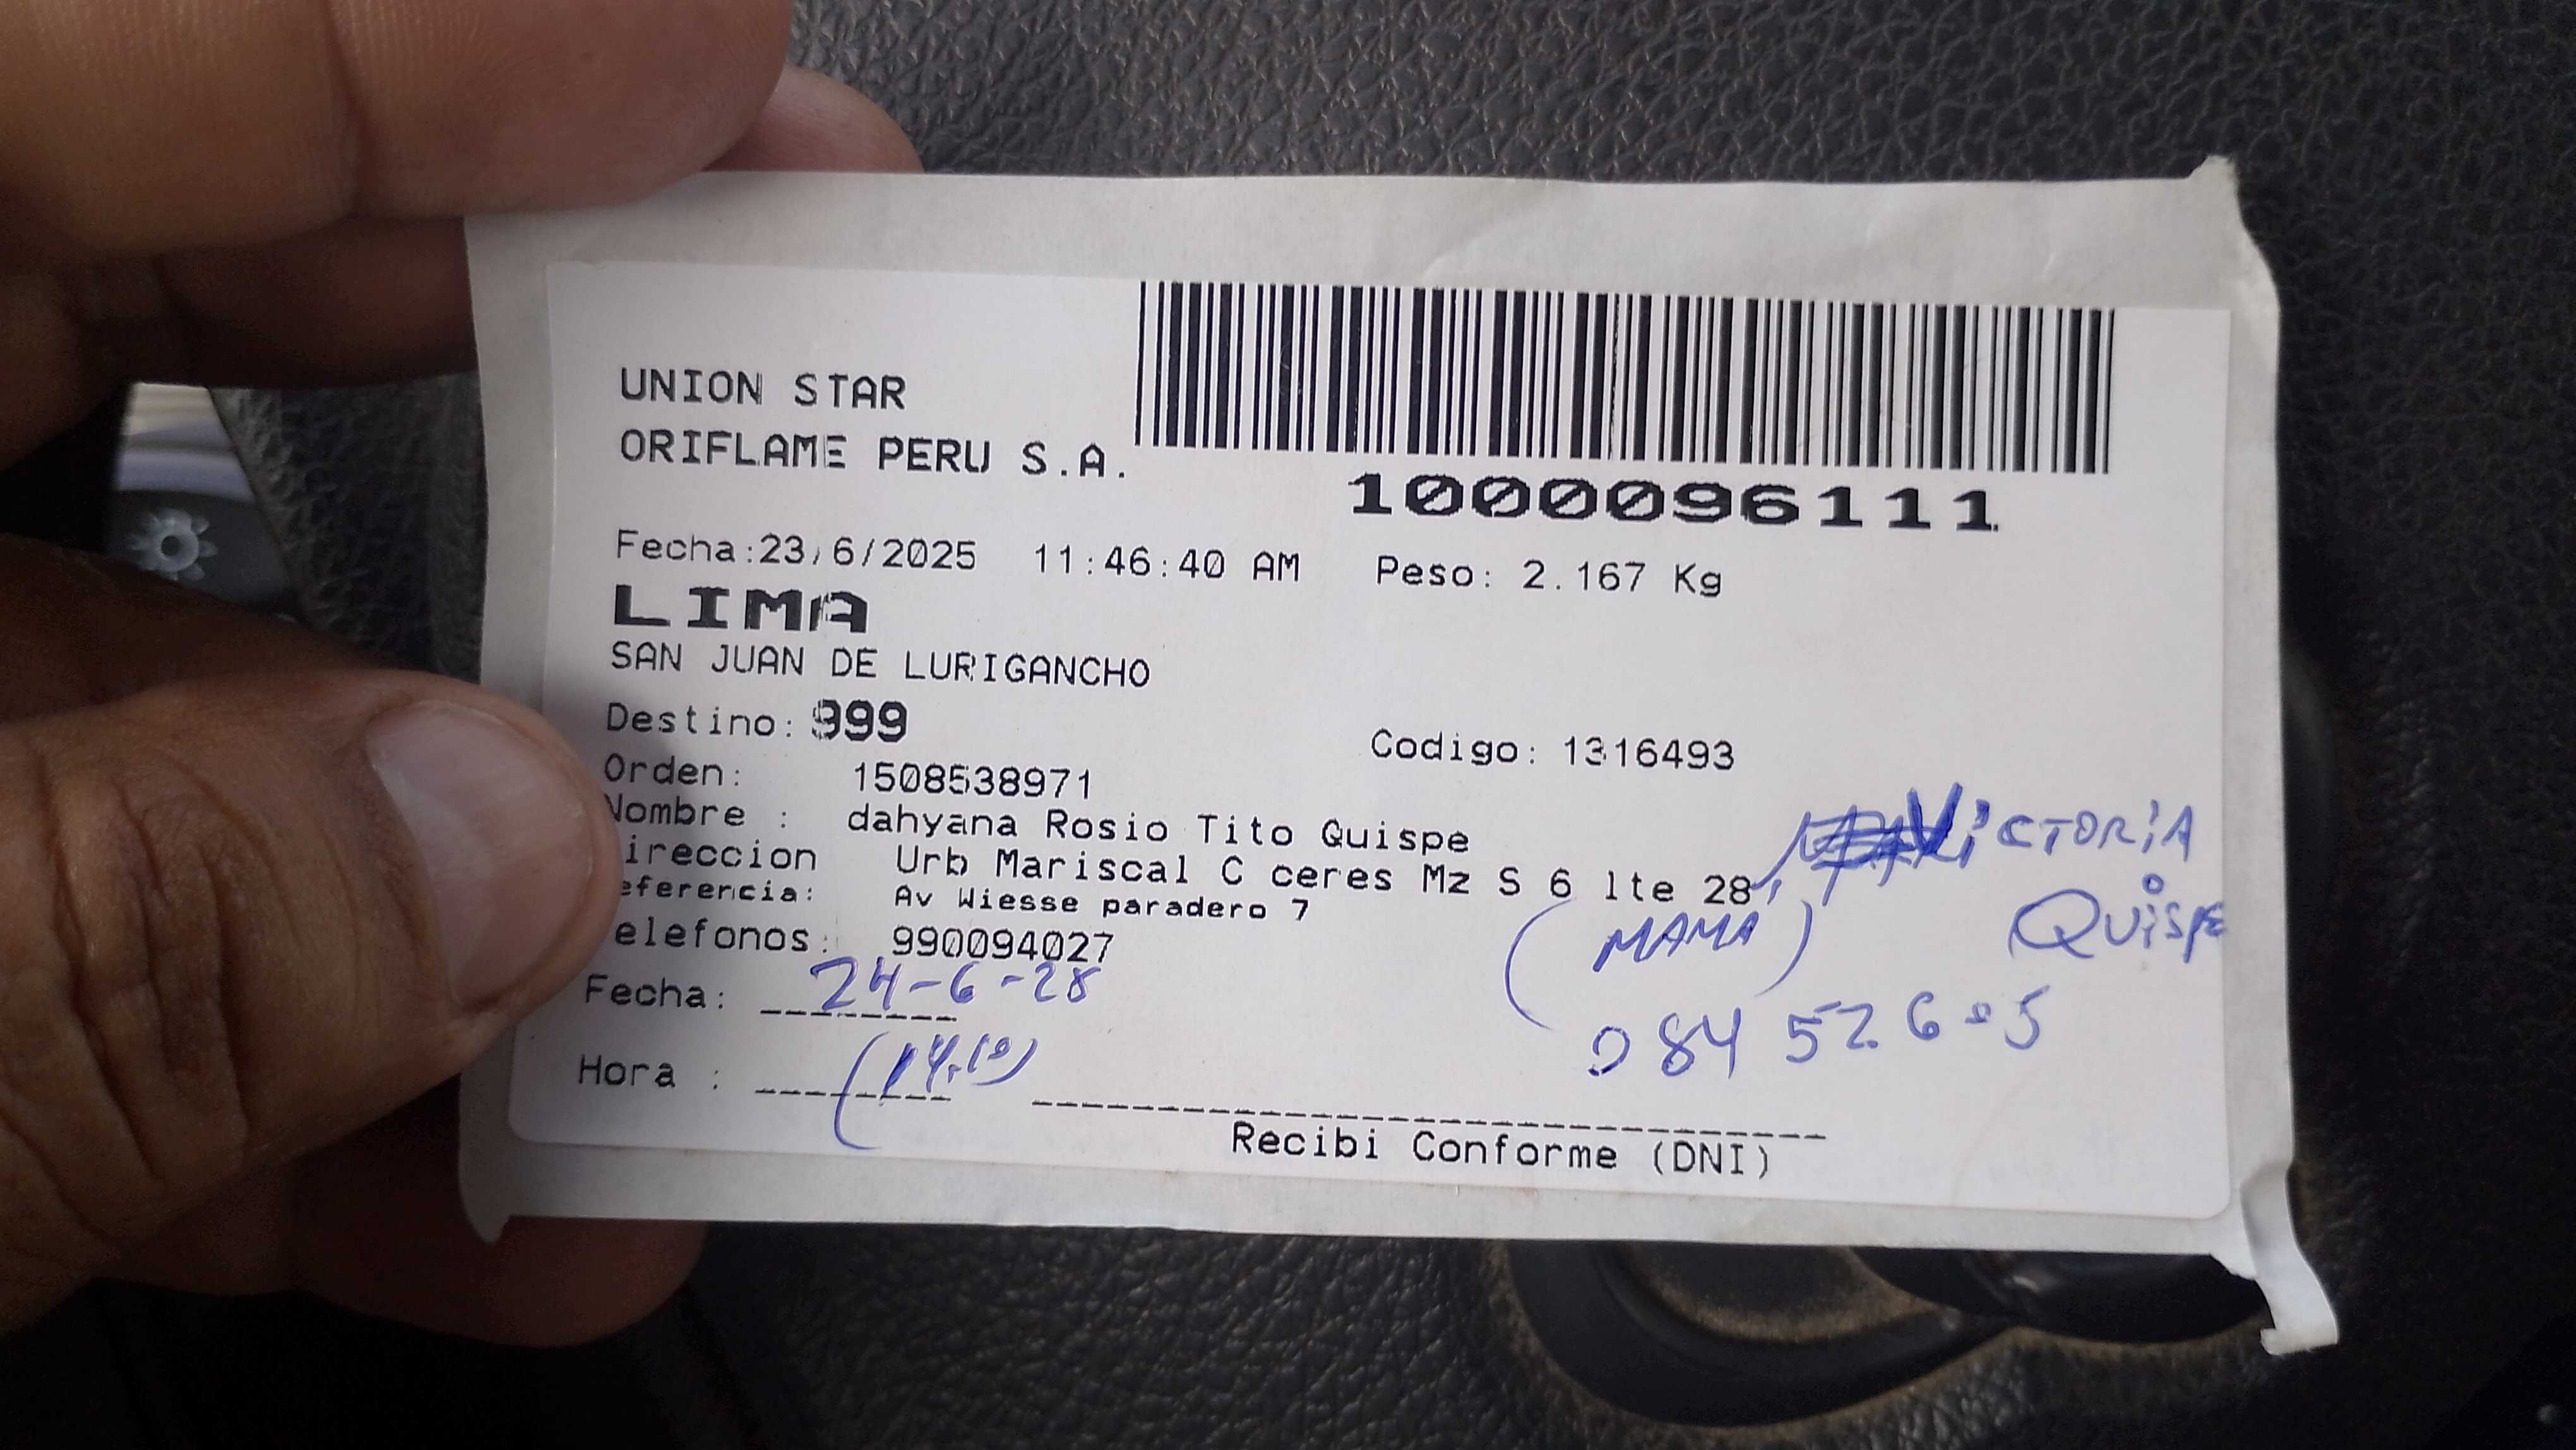 UNION STAR
ORIFLAME PERU S.A.
1000096111
Fecha:23/6/2025 11:46:40 AM Peso: 2.167 Kg
LIMA
SAN JUAN DE LURIGANCHO
Destino: 999
Codigo: 1316493
Orden: 1508538971
Nombre : dahyana Rosio Tito Quispe
ireccion Urb Mariscal C ceres Mz S 6 lte 28,
eferencia: Av Wiesse paradero 7
elefonos: 990094027
ViCTORiA
QUiSPE
(MAMA)
Fecha: 24-6-28
Hora :
Recibi Conforme (DNI)